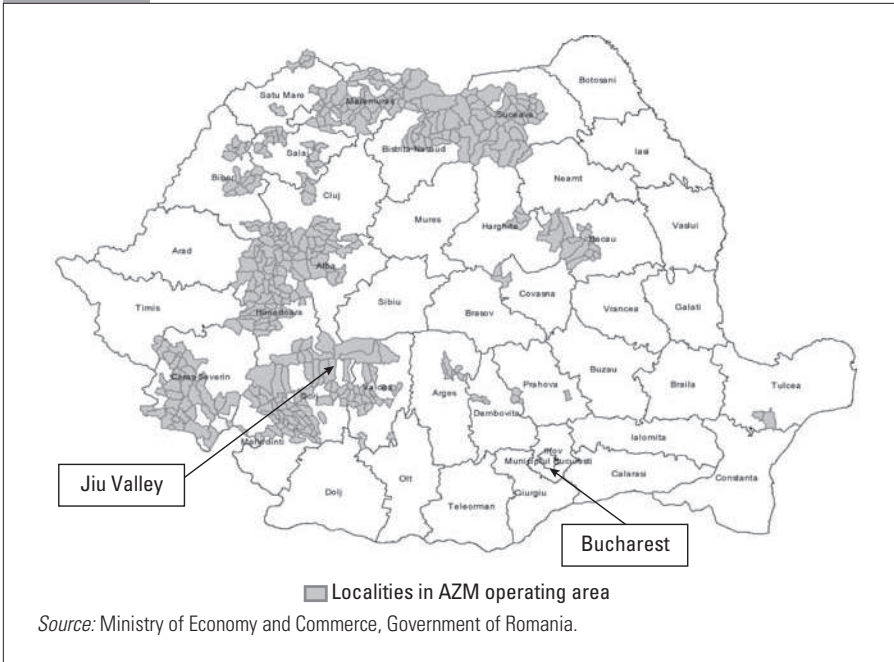 Botosani
Satu Mare
Maramures
Suceava
Iasi
Bistrita-Nasaud
Salaj
Bihor
Neamt
Cluj
Mures
Harghita
Bacau
Vaslui
Arad
Alba
Timis
Sibiu
Brasov
Covasna
Vrancea
Galati
Hunedoara
Caras-Severin
Gorj
Valcea
Arges
Prahova
Buzau
Braila
Tulcea
Dambovita
Mehedinti
Ilfov
Ialomita
Municipiul Bucuresti
Calarasi
Constanta
Jiu Valley
Dolj
Olt
Teleorman
Giurgiu
Bucharest
Localities in AZM operating area
Source: Ministry of Economy and Commerce, Government of Romania.